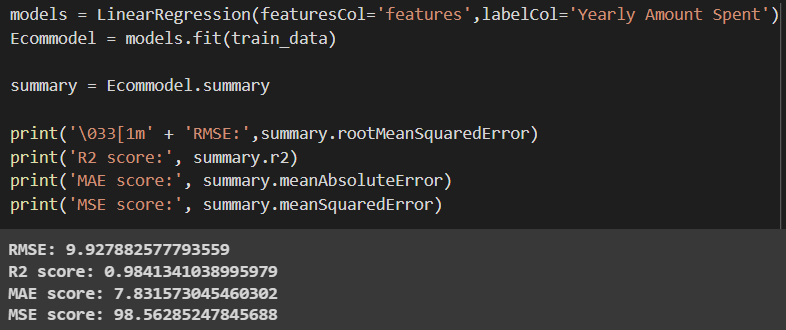 models = LinearRegression(featuresCol='features',labelCol='Yearly Amount Spent')
Ecommodel = models.fit(train_data)
summary = Ecommodel.summary
print('\033[1m' + 'RMSE:',summary.rootMeanSquaredError)
print('R2 score:', summary.r2)
print('MAE score:', summary.meanAbsoluteError)
print('MSE score:', summary.meanSquaredError)
RMSE: 9.927882577793559
R2 score: 0.9841341038995979
MAE score: 7.831573045460302
MSE score: 98.56285247845688